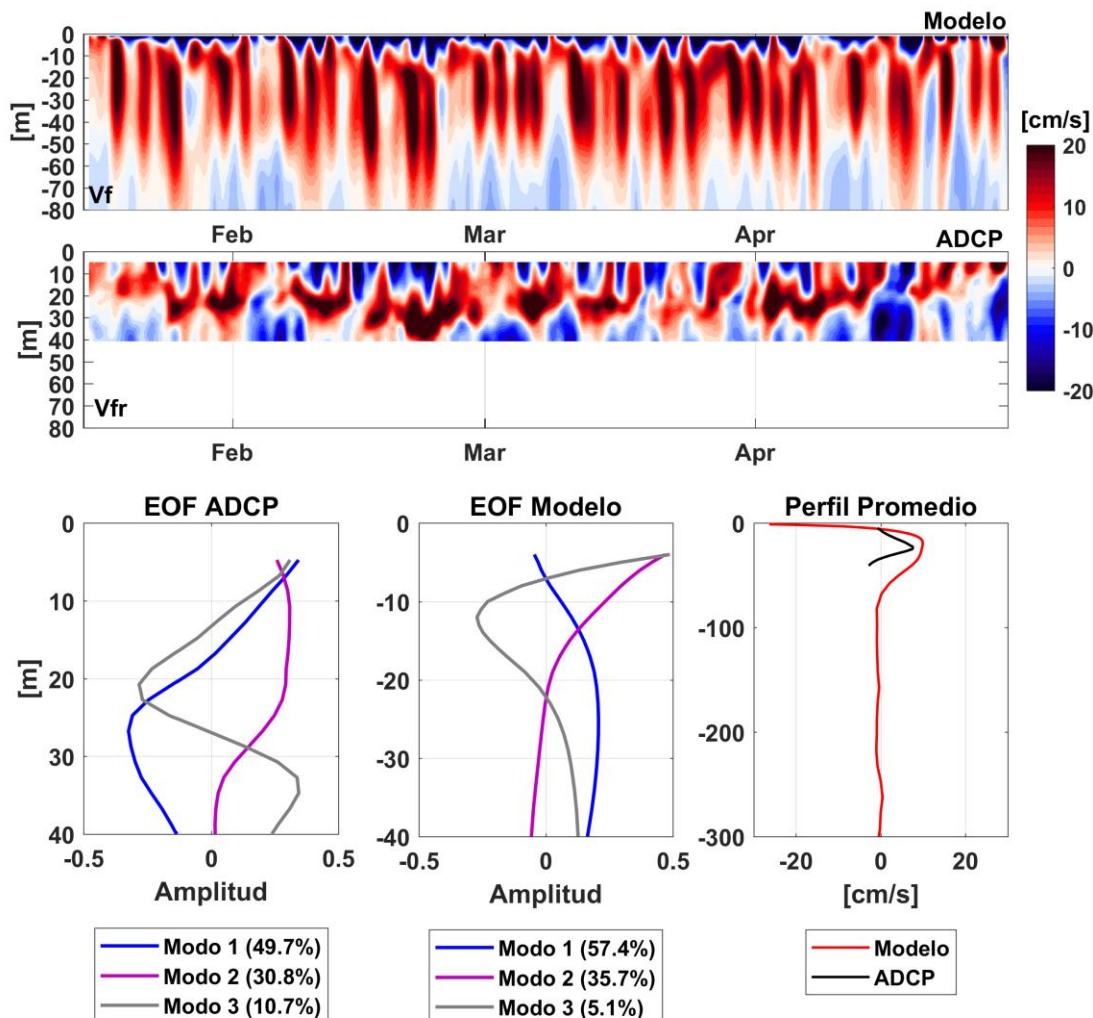 Modelo
0
-10
-20
-30
-40
-50
-60
-70
-80
[m]
Vf
Feb Mar Apr
[cm/s]
20
10
0
-10
-20
ADCP
0
10
20
30
40
50
60
70
80
[m]
Vfr
Feb Mar Apr
EOF ADCP
0
10
20
30
40
[m]
-0.5 0 0.5
Amplitud
Modo 1 (49.7%)
Modo 2 (30.8%)
Modo 3 (10.7%)
EOF Modelo
0
-10
-20
-30
-40
-0.5 0 0.5
Amplitud
Modo 1 (57.4%)
Modo 2 (35.7%)
Modo 3 (5.1%)
Perfil Promedio
0
-100
-200
-300
-20 0 20
[cm/s]
Modelo
ADCP